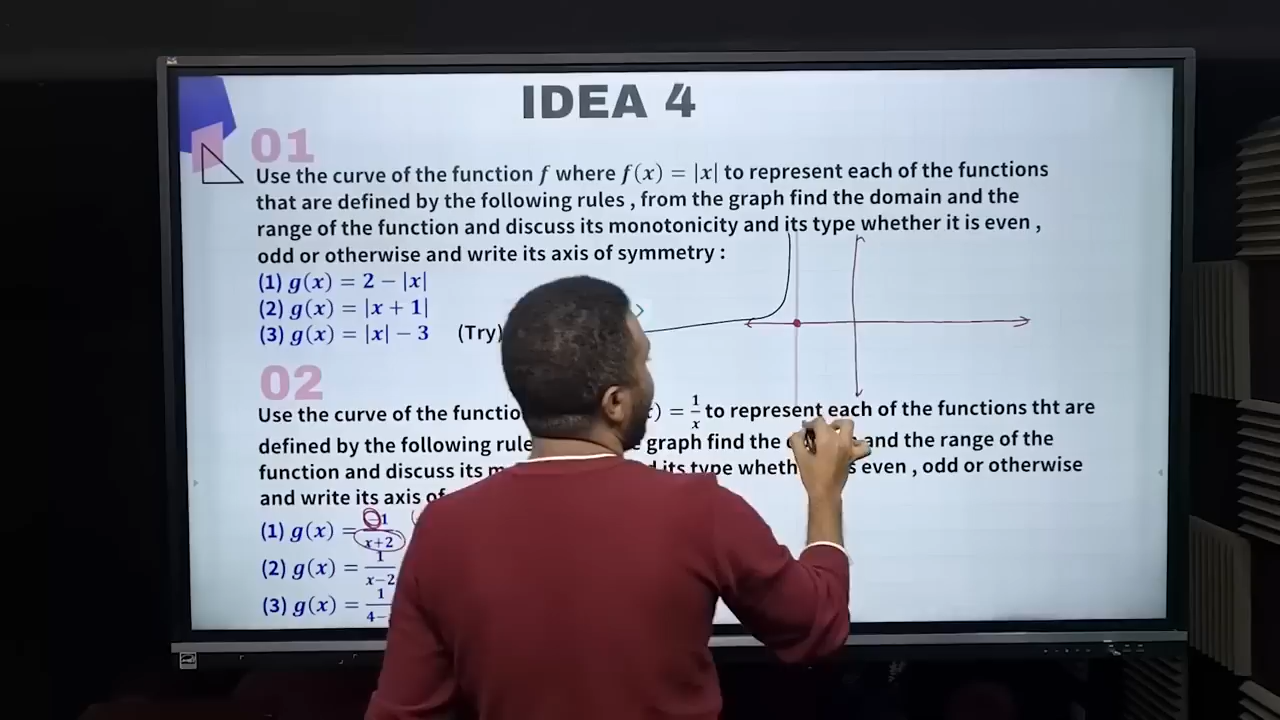 IDEA 4
01
Use the curve of the function f where f(x) = |x| to represent each of the functions
that are defined by the following rules , from the graph find the domain and the
range of the function and discuss its monotonicity and its type whether it is even ,
odd or otherwise and write its axis of symmetry :
(1) g(x) = 2 − |x|
(2) g(x) = |x + 1|
(3) g(x) = |x| − 3 (Try)
02
Use the curve of the ) = 1/x to represent each of the functions tht are
defined by the following graph find the and the range of the
function and discuss its its type even , odd or otherwise
and write its axis
(1) g(x) = −1/x+2
(2) g(x) = 1/x−2
(3) g(x) =